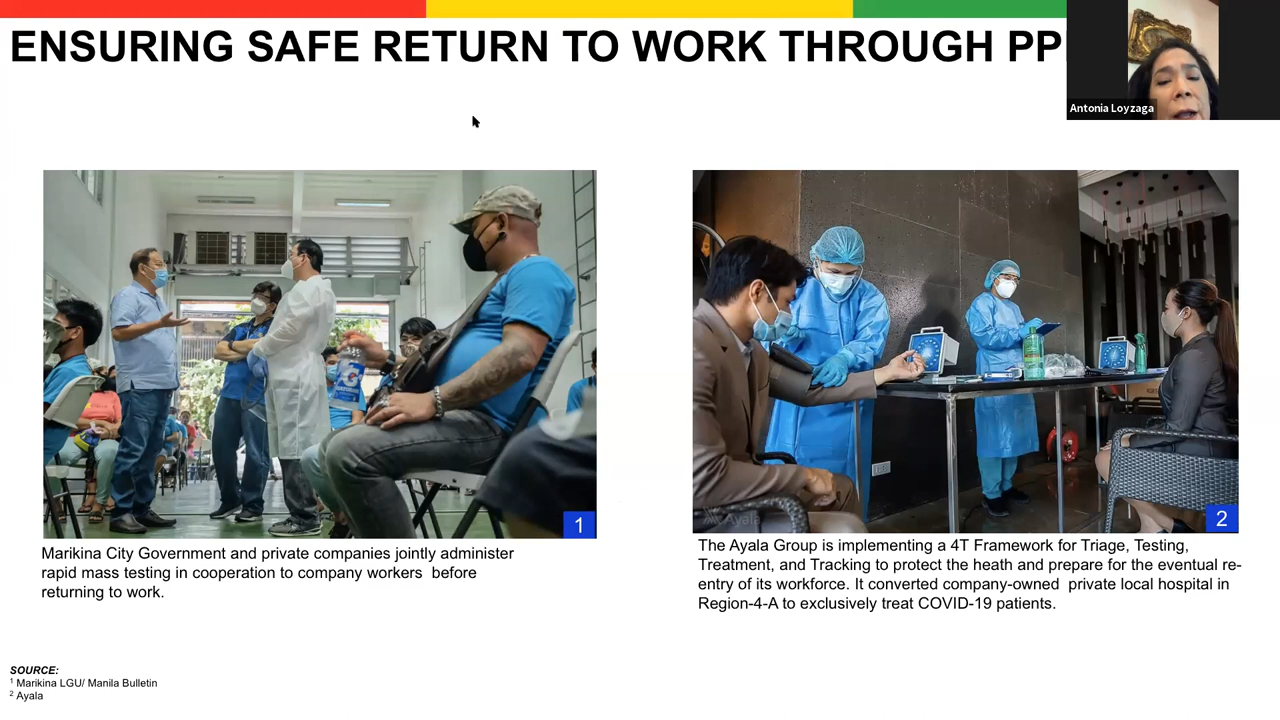 ENSURING SAFE RETURN TO WORK THROUGH PP
Antonia Loyzaga
1
Ayala
2
Marikina City Government and private companies jointly administer
rapid mass testing in cooperation to company workers before
returning to work.
The Ayala Group is implementing a 4T Framework for Triage, Testing,
Treatment, and Tracking to protect the heath and prepare for the eventual re-
entry of its workforce. It converted company-owned private local hospital in
Region-4-A to exclusively treat COVID-19 patients.
SOURCE:
1 Marikina LGU/ Manila Bulletin
2 Ayala